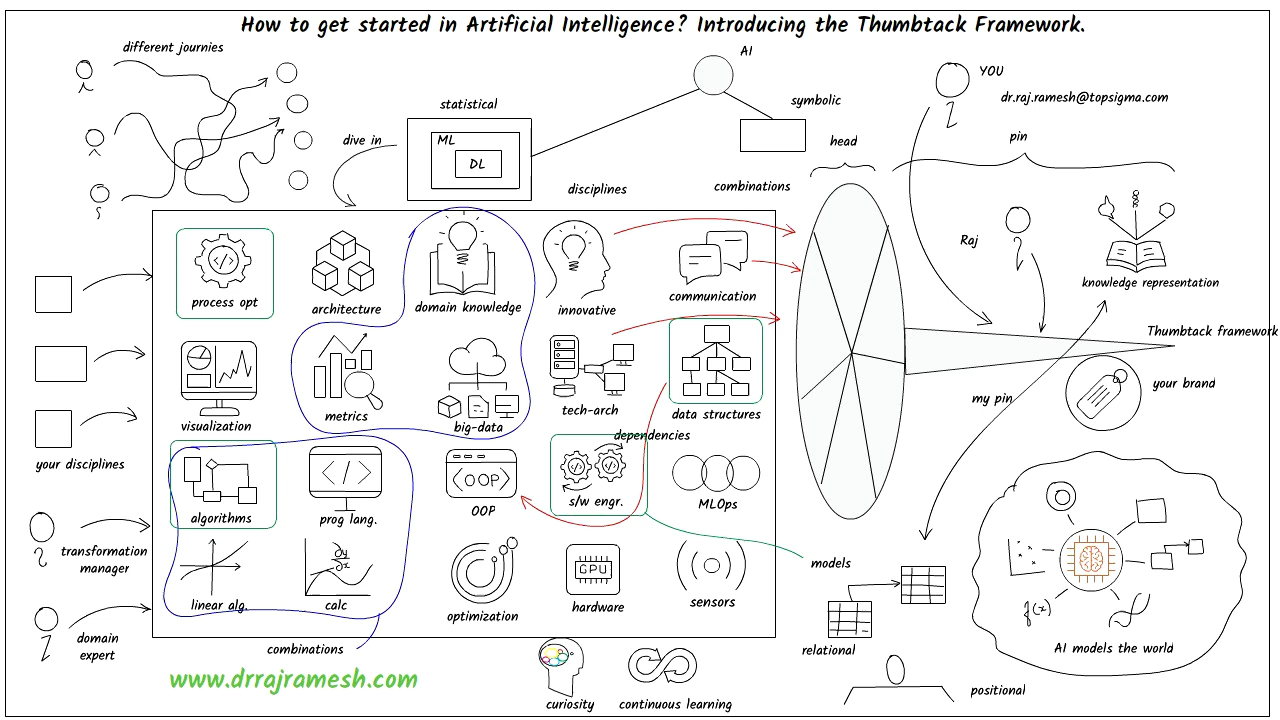 How to get started in Artificial Intelligence? Introducing the Thumbtack Framework.
different journies
AI
YOU
dr.raj.ramesh@topsigma.com
statistical
symbolic
dive in
ML
DL
head
pin
disciplines
combinations
Raj
process opt
architecture
domain knowledge
innovative
communication
knowledge representation
Thumbtack framework
visualization
metrics
big-data
tech-arch
data structures
my pin
your brand
dependencies
your disciplines
algorithms
prog lang.
OOP
OOP
s/w engr.
MLOps
transformation
manager
linear alg.
dy
dx
calc
optimization
GPU
hardware
sensors
models
f(x)
domain
expert
combinations
relational
AI models the world
www.drrajramesh.com
curiosity
continuous learning
positional